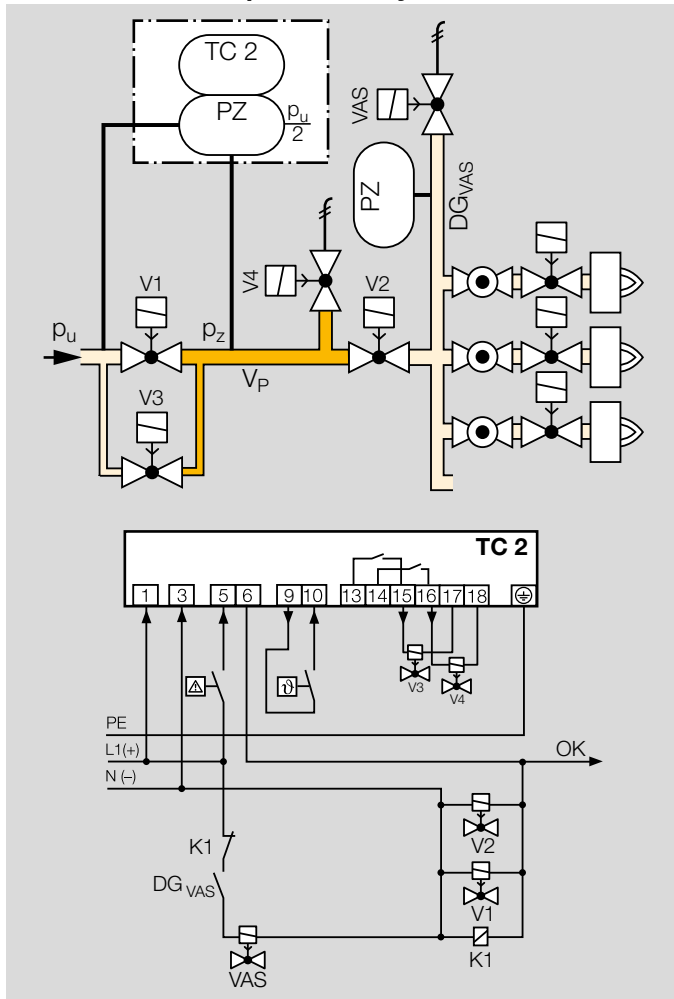 TC 2
PZ
pu
2
VAS
PZ
DGVAS
V4
V1
V2
pu
pz
VP
V3
TC 2
1 3 5 6 9 10 13 14 15 16 17 18
ϑ
V3
V4
PE
L1(+)
OK
N (–)
V2
K1
DG VAS
V1
VAS
K1